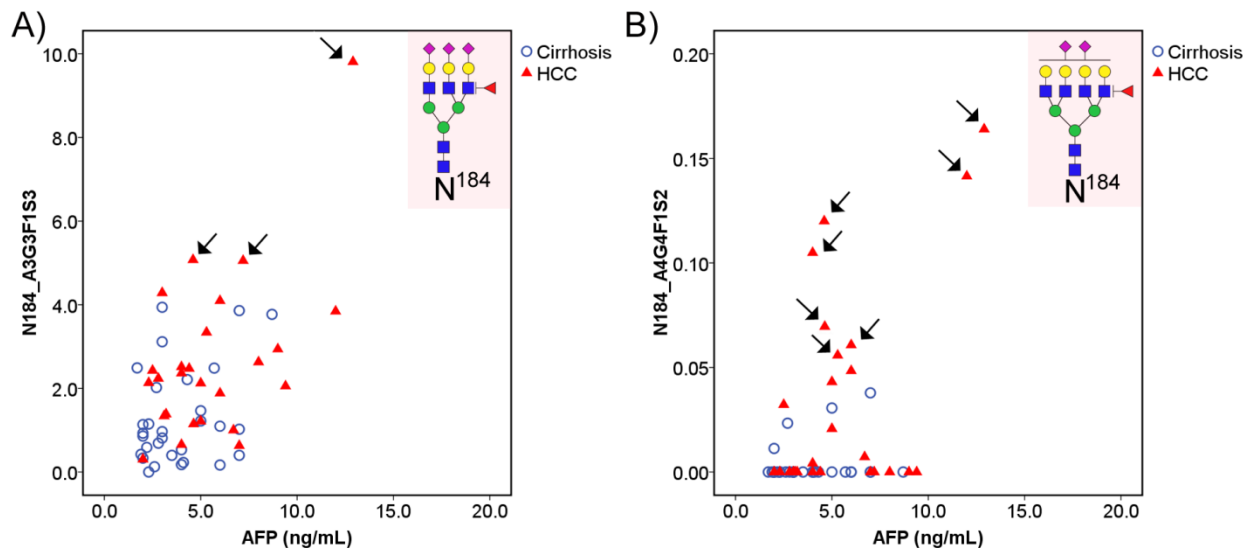 A)
N184_A3G3F1S3
10.0
8.0
6.0
4.0
2.0
0.0
0.0 5.0 10.0 15.0 20.0
AFP (ng/mL)
N184
Cirrhosis
HCC
B)
N184_A4G4F1S2
0.20
0.15
0.10
0.05
0.00
0.0 5.0 10.0 15.0 20.0
AFP (ng/mL)
N184
Cirrhosis
HCC